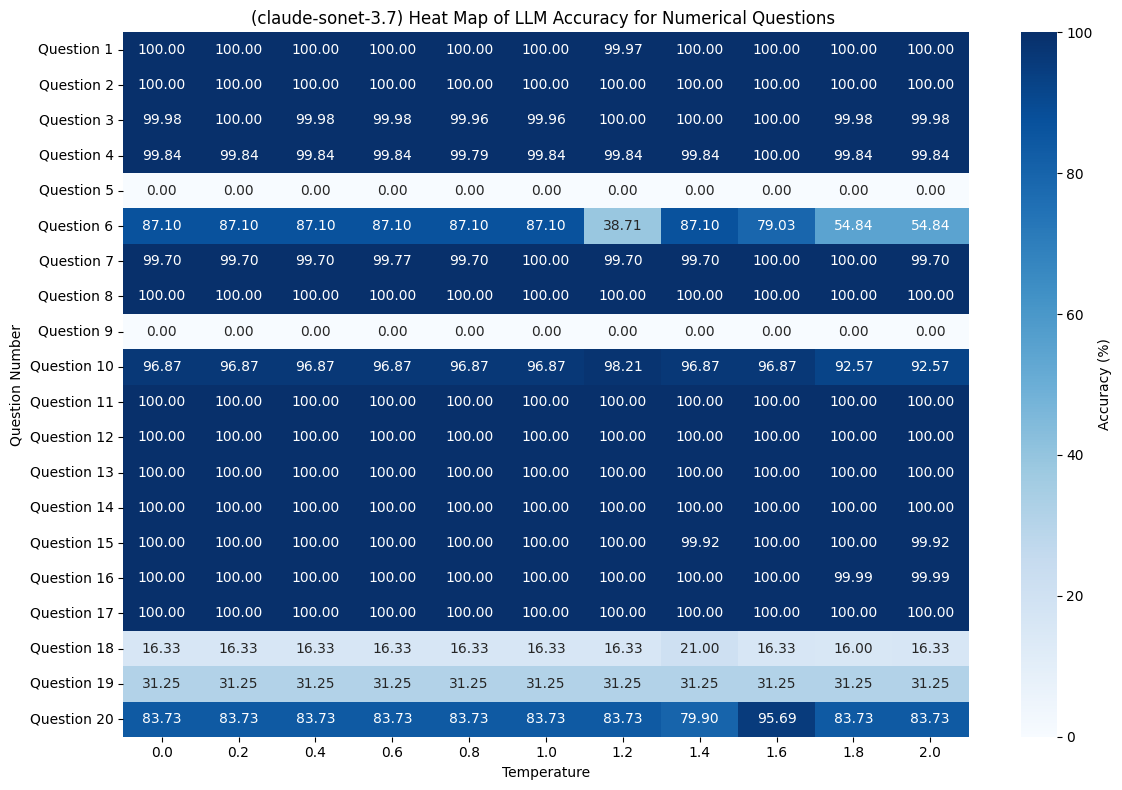 (claude-sonet-3.7) Heat Map of LLM Accuracy for Numerical Questions
Question 1 100.00 100.00 100.00 100.00 100.00 100.00 99.97 100.00 100.00 100.00 100.00
Question 2 100.00 100.00 100.00 100.00 100.00 100.00 100.00 100.00 100.00 100.00 100.00
Question 3 99.98 100.00 99.98 99.98 99.96 99.96 100.00 100.00 100.00 99.98 99.98
Question 4 99.84 99.84 99.84 99.84 99.79 99.84 99.84 99.84 100.00 99.84 99.84
Question 5 0.00 0.00 0.00 0.00 0.00 0.00 0.00 0.00 0.00 0.00 0.00
Question 6 87.10 87.10 87.10 87.10 87.10 87.10 38.71 87.10 79.03 54.84 54.84
Question 7 99.70 99.70 99.70 99.77 99.70 100.00 99.70 99.70 100.00 100.00 99.70
Question 8 100.00 100.00 100.00 100.00 100.00 100.00 100.00 100.00 100.00 100.00 100.00
Question 9 0.00 0.00 0.00 0.00 0.00 0.00 0.00 0.00 0.00 0.00 0.00
Question 10 96.87 96.87 96.87 96.87 96.87 96.87 98.21 96.87 96.87 92.57 92.57
Question 11 100.00 100.00 100.00 100.00 100.00 100.00 100.00 100.00 100.00 100.00 100.00
Question 12 100.00 100.00 100.00 100.00 100.00 100.00 100.00 100.00 100.00 100.00 100.00
Question 13 100.00 100.00 100.00 100.00 100.00 100.00 100.00 100.00 100.00 100.00 100.00
Question 14 100.00 100.00 100.00 100.00 100.00 100.00 100.00 100.00 100.00 100.00 100.00
Question 15 100.00 100.00 100.00 100.00 100.00 100.00 100.00 99.92 100.00 100.00 99.92
Question 16 100.00 100.00 100.00 100.00 100.00 100.00 100.00 100.00 100.00 99.99 99.99
Question 17 100.00 100.00 100.00 100.00 100.00 100.00 100.00 100.00 100.00 100.00 100.00
Question 18 16.33 16.33 16.33 16.33 16.33 16.33 16.33 21.00 16.33 16.00 16.33
Question 19 31.25 31.25 31.25 31.25 31.25 31.25 31.25 31.25 31.25 31.25 31.25
Question 20 83.73 83.73 83.73 83.73 83.73 83.73 83.73 79.90 95.69 83.73 83.73
0.0 0.2 0.4 0.6 0.8 1.0 1.2 1.4 1.6 1.8 2.0
Temperature
Question Number
100
80
60
40
20
0
Accuracy (%)